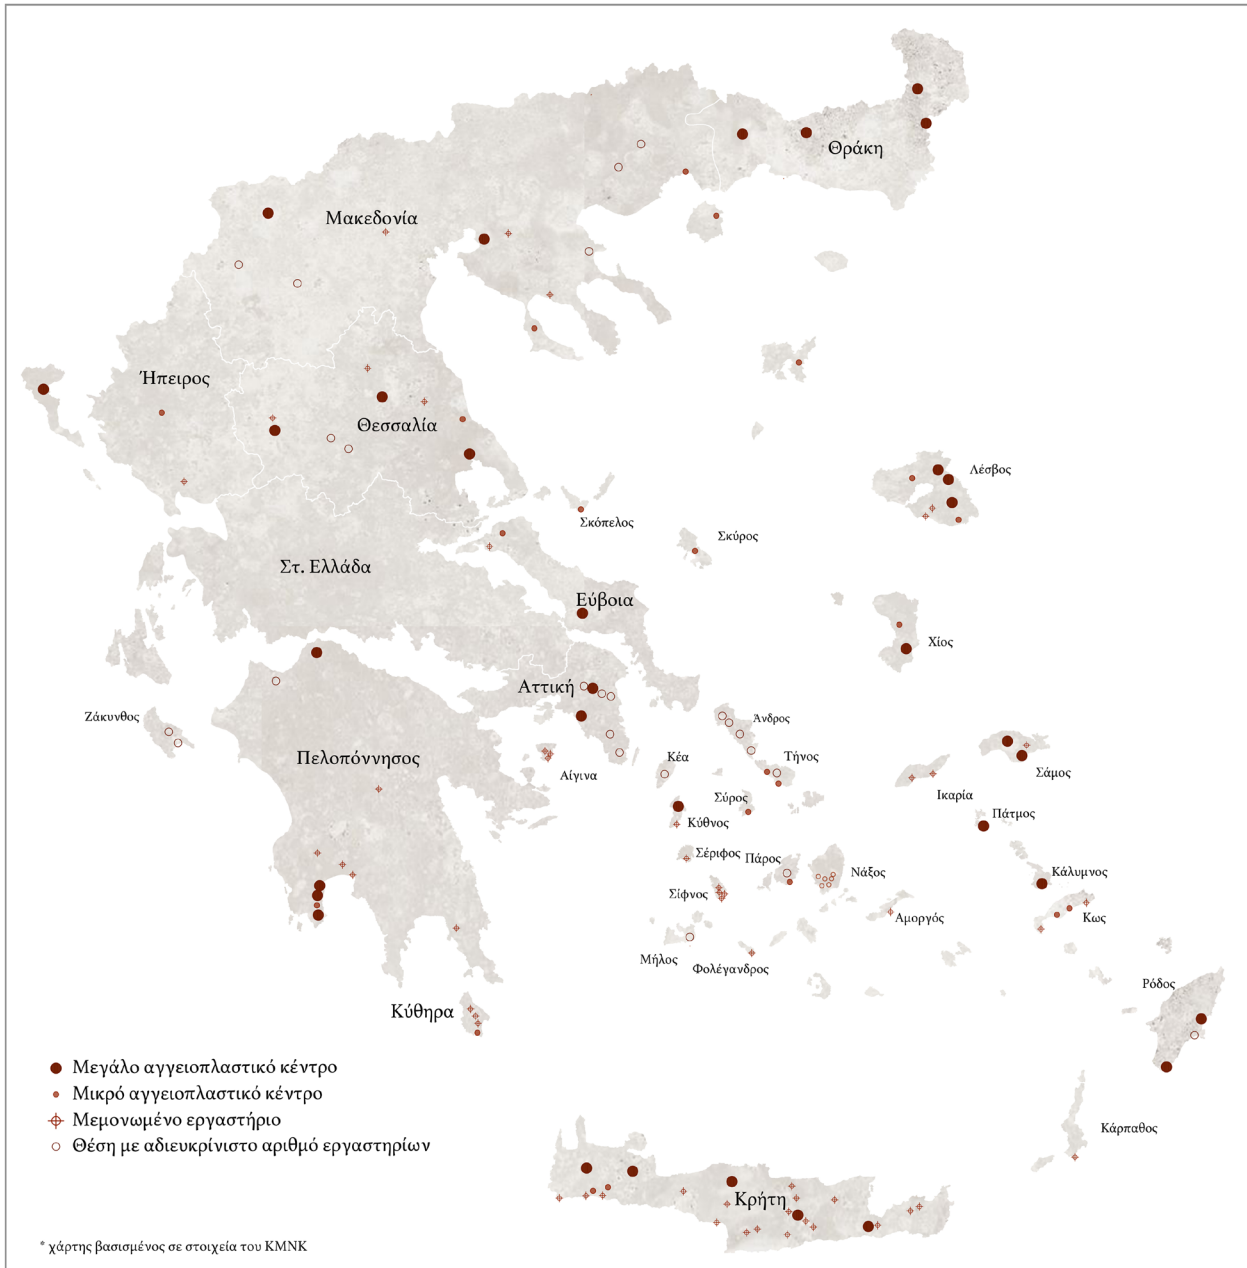 Θράκη
Μακεδονία
Ήπειρος
Θεσσαλία
Λέσβος
Σκόπελος
Σκύρος
Στ. Ελλάδα
Εύβοια
Χίος
Αττική
Ζάκυνθος
Άνδρος
Πελοπόννησος
Κέα
Τήνος
Αίγινα
Σάμος
Ικαρία
Σύρος
Πάτμος
Κύθνος
Σέριφος
Πάρος
Νάξος
Κάλυμνος
Σίφνος
Αμοργός
Κως
Μήλος
Φολέγανδρος
Ρόδος
Κύθηρα
Μεγάλο αγγειοπλαστικό κέντρο
Μικρό αγγειοπλαστικό κέντρο
Μεμονωμένο εργαστήριο
Θέση με αδιευκρίνιστο αριθμό εργαστηρίων
Κάρπαθος
Κρήτη
* χάρτης βασισμένος σε στοιχεία του ΚΜΝΚ